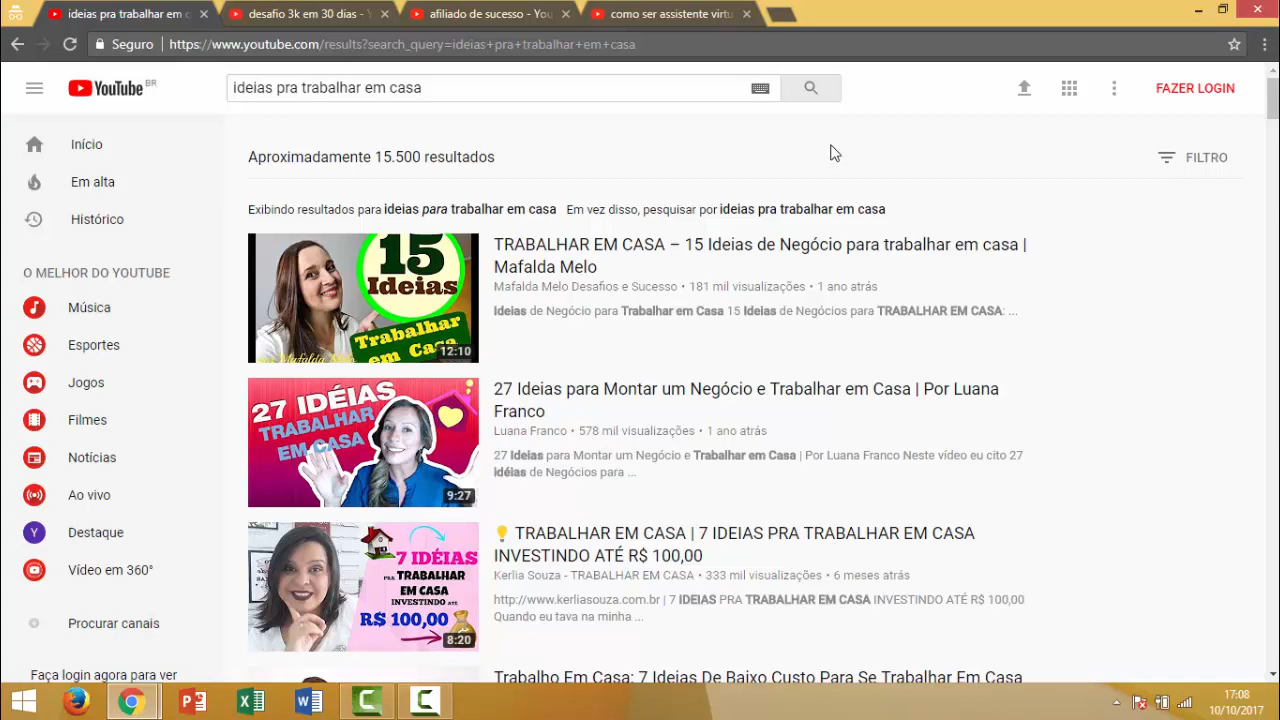 ideias pra trabalhar em c
desafio 3k em 30 dias - Y
afiliado de sucesso - You
como ser assistente virtu
Seguro
https://www.youtube.com/results?search_query=ideias+pra+trabalhar+em+casa
YouTube BR
ideias pra trabalhar em casa
FAZER LOGIN
Início
Em alta
Histórico
O MELHOR DO YOUTUBE
Música
Esportes
Jogos
Filmes
Notícias
Ao vivo
Y
Destaque
Vídeo em 360°
Procurar canais
Faça login agora para ver
Aproximadamente 15.500 resultados
FILTRO
Exibindo resultados para ideias para trabalhar em casa Em vez disso, pesquisar por ideias pra trabalhar em casa
15
Ideias
Trabalhar
em Casa
Mafalda Melo
12:10
TRABALHAR EM CASA – 15 Ideias de Negócio para trabalhar em casa |
Mafalda Melo
Mafalda Melo Desafios e Sucesso • 181 mil visualizações • 1 ano atrás
Ideias de Negócio para Trabalhar em Casa 15 Ideias de Negócios para TRABALHAR EM CASA: ...
27 IDÉIAS
TRABALHAR
EM CASA
9:27
27 Ideias para Montar um Negócio e Trabalhar em Casa | Por Luana
Franco
Luana Franco • 578 mil visualizações • 1 ano atrás
27 Ideias para Montar um Negócio e Trabalhar em Casa | Por Luana Franco Neste vídeo eu cito 27
idéias de Negócios para ...
7 IDÉIAS
PRA TRABALHAR
EM CASA
INVESTINDO ATÉ
R$ 100,00
8:20
TRABALHAR EM CASA | 7 IDEIAS PRA TRABALHAR EM CASA
INVESTINDO ATÉ R$ 100,00
Kerlia Souza - TRABALHAR EM CASA • 333 mil visualizações • 6 meses atrás
http://www.kerliasouza.com.br | 7 IDEIAS PRA TRABALHAR EM CASA INVESTINDO ATÉ R$ 100,00
Quando eu tava na minha ...
Trabalho Em Casa: 7 Ideias De Baixo Custo Para Se Trabalhar Em Casa
17:08
10/10/2017